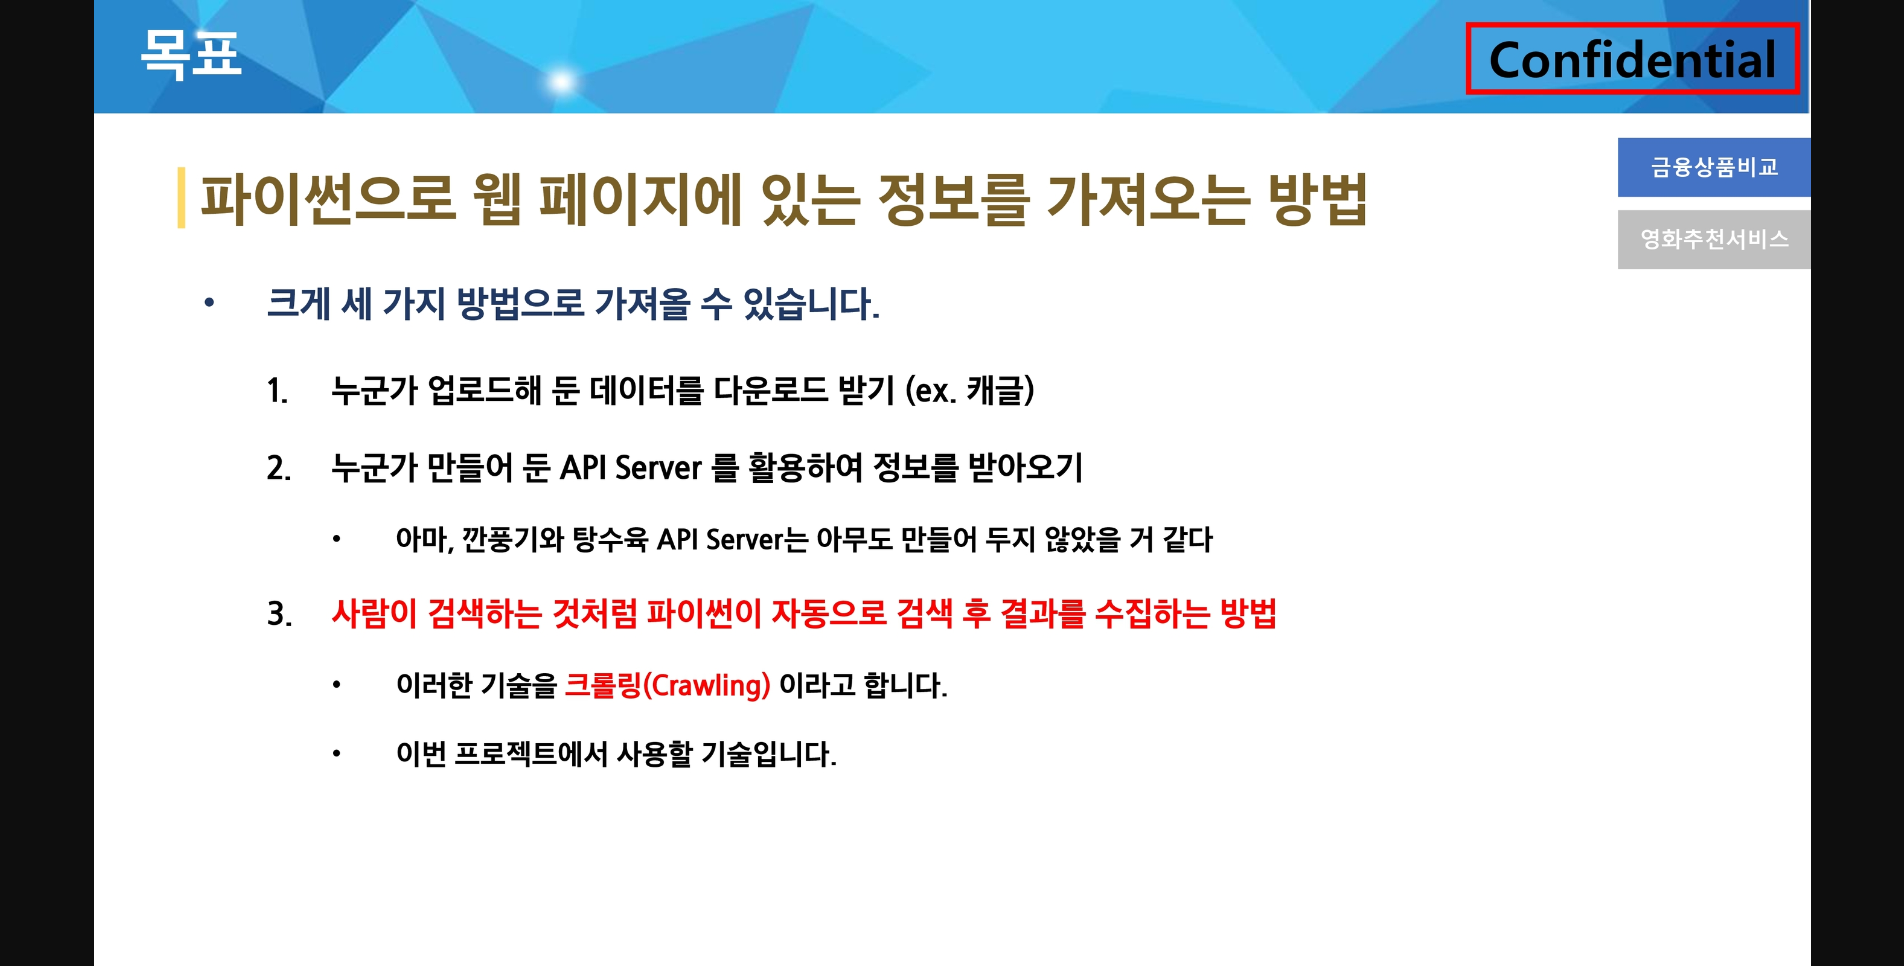 목표
Confidential
금융상품비교
영화추천서비스
파이썬으로 웹 페이지에 있는 정보를 가져오는 방법
• 크게 세 가지 방법으로 가져올 수 있습니다.
1. 누군가 업로드해 둔 데이터를 다운로드 받기 (ex. 캐글)
2. 누군가 만들어 둔 API Server 를 활용하여 정보를 받아오기
• 아마, 깐풍기와 탕수육 API Server는 아무도 만들어 두지 않았을 거 같다
3. 사람이 검색하는 것처럼 파이썬이 자동으로 검색 후 결과를 수집하는 방법
• 이러한 기술을 크롤링(Crawling) 이라고 합니다.
• 이번 프로젝트에서 사용할 기술입니다.